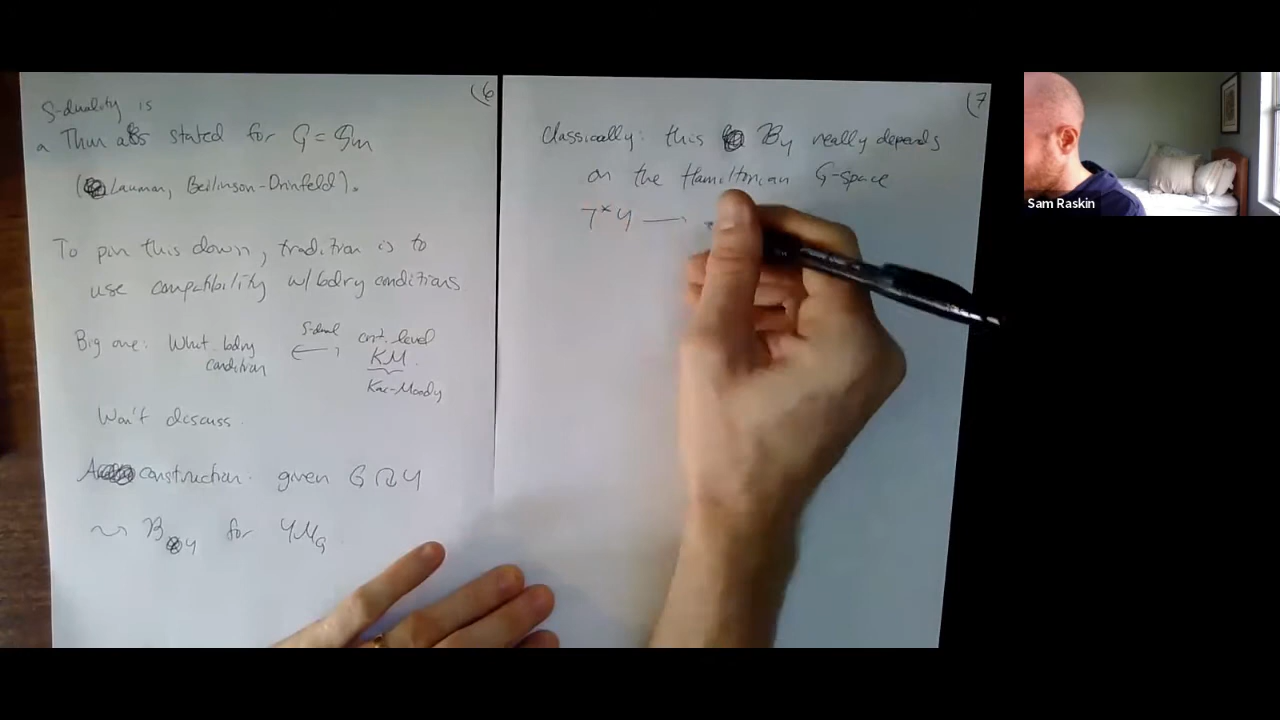 (6
S-duality is
a Thm as stated for G = Gm
( Laumon, Beilinson-Drinfeld).
To pin this down, tradition is to
use compatibility w/ bdry conditions
Big one: What. bdry condition ⟷ S-dual crit. level KM.
Kac-Moody
Won't discuss.
A construction. given G ↷ Y
⇝ B_Y for YM_G
(7
Classically: this B_Y really depends
on the Hamiltonian G-space
T*Y →
Sam Raskin